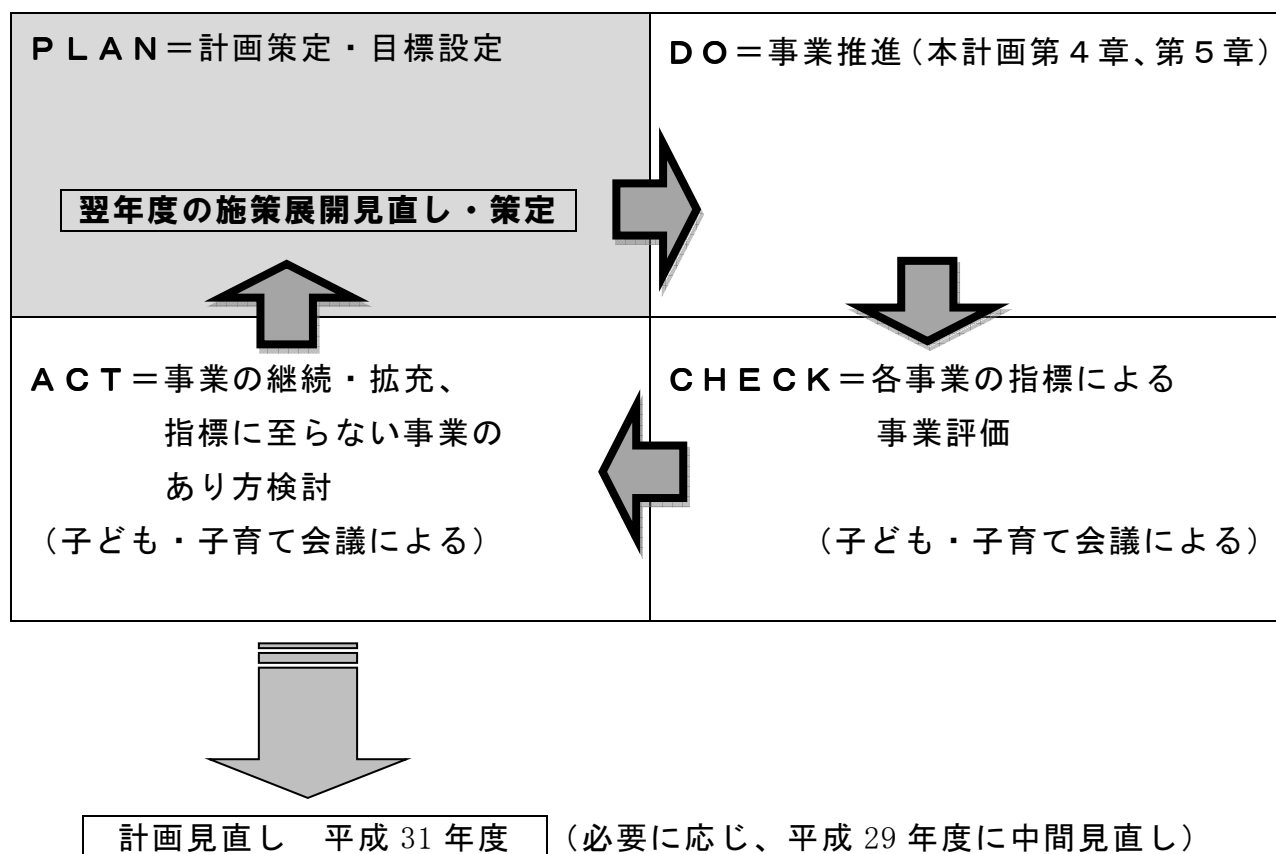 ＰＬＡＮ＝計画策定・目標設定
翌年度の施策展開見直し・策定
ＤＯ＝事業推進（本計画第４章、第５章）
ＡＣＴ＝事業の継続・拡充、
指標に至らない事業の
あり方検討
（子ども・子育て会議による）
ＣＨＥＣＫ＝各事業の指標による
事業評価
（子ども・子育て会議による）
計画見直し　平成 31 年度 （必要に応じ、平成 29 年度に中間見直し）